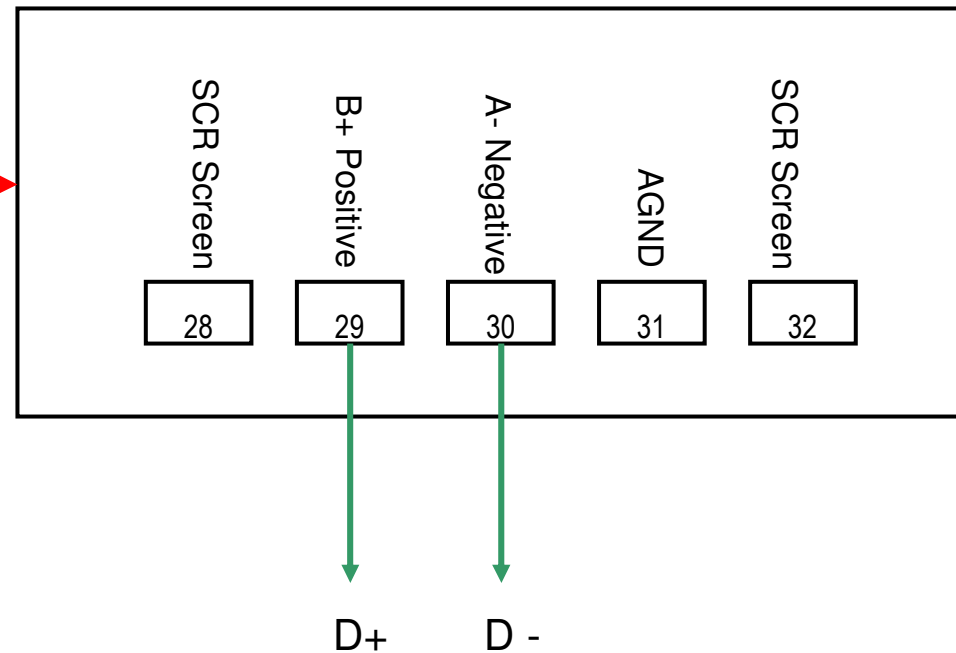 SCR Screen
B+ Positive
A- Negative
AGND
SCR Screen
28
29
30
31
32
D+
D -